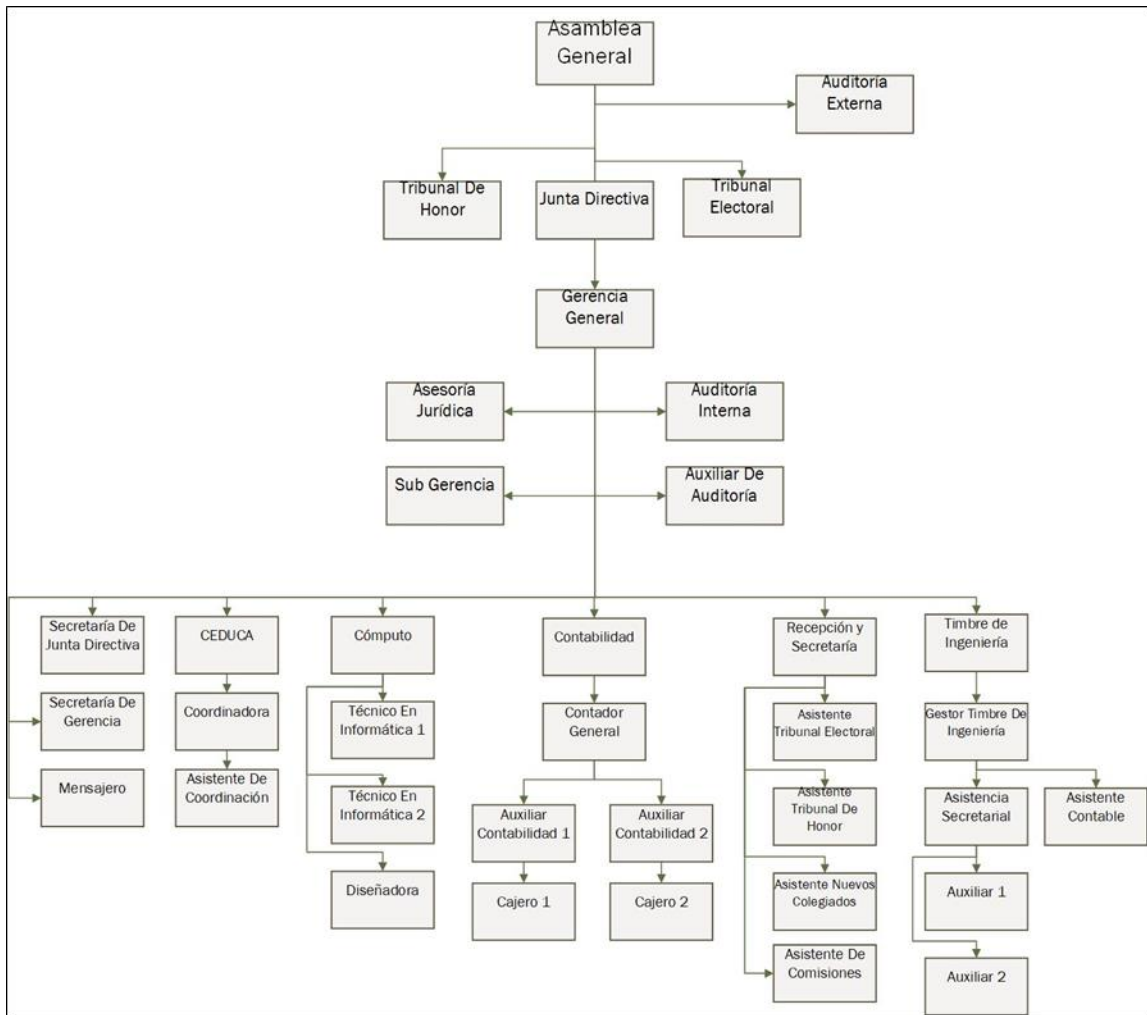 Asamblea
General
Auditoría
Externa
Tribunal De
Honor
Junta Directiva
Tribunal
Electoral
Gerencia
General
Asesoría
Jurídica
Auditoría
Interna
Sub Gerencia
Auxiliar De
Auditoría
Secretaría De
Junta Directiva
CEDUCA
Cómputo
Contabilidad
Recepción y
Secretaría
Timbre de
Ingeniería
Secretaría De
Gerencia
Coordinadora
Técnico En
Informática 1
Contador
General
Asistente
Tribunal Electoral
Gestor Timbre De
Ingeniería
Mensajero
Asistente De
Coordinación
Técnico En
Informática 2
Auxiliar
Contabilidad 1
Auxiliar
Contabilidad 2
Asistente
Tribunal De
Honor
Asistencia
Secretarial
Asistente
Contable
Diseñadora
Cajero 1
Cajero 2
Asistente Nuevos
Colegiados
Auxiliar 1
Asistente De
Comisiones
Auxiliar 2